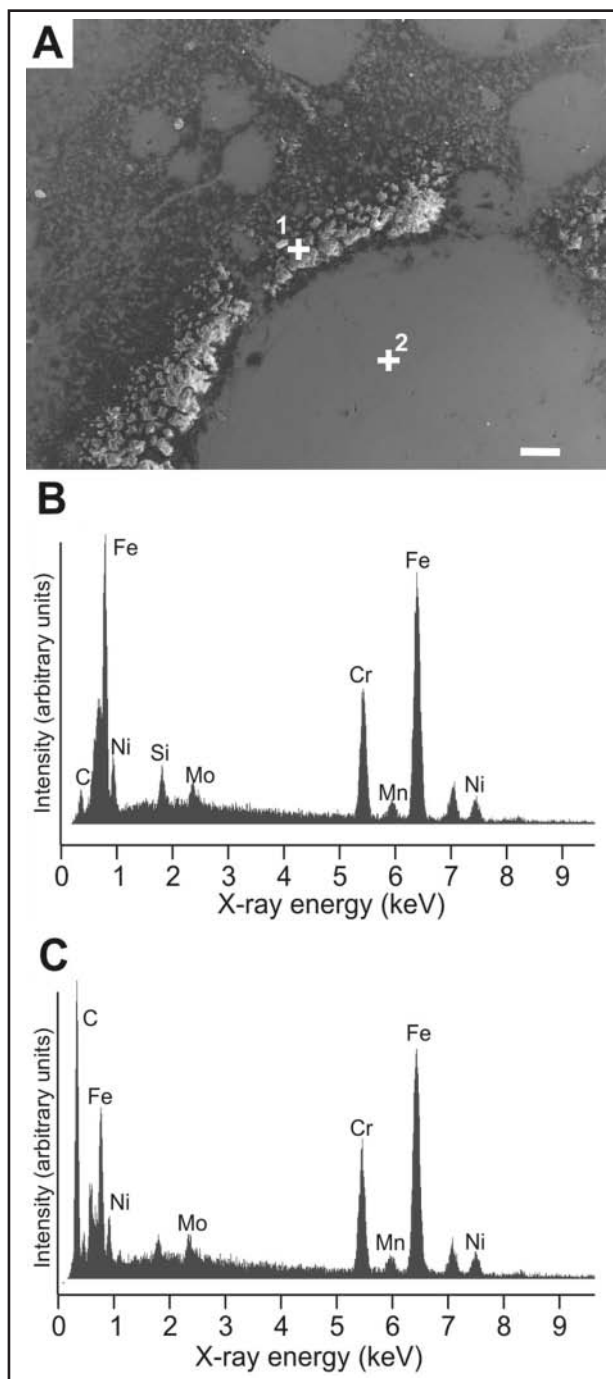 A
1
2
B
Fe
Fe
Cr
Ni
Si
C
Mo
Mn
Ni
Intensity (arbitrary units)
0 1 2 3 4 5 6 7 8 9
X-ray energy (keV)
C
C
Fe
Fe
Cr
Ni
Mo
Mn
Ni
Intensity (arbitrary units)
0 1 2 3 4 5 6 7 8 9
X-ray energy (keV)